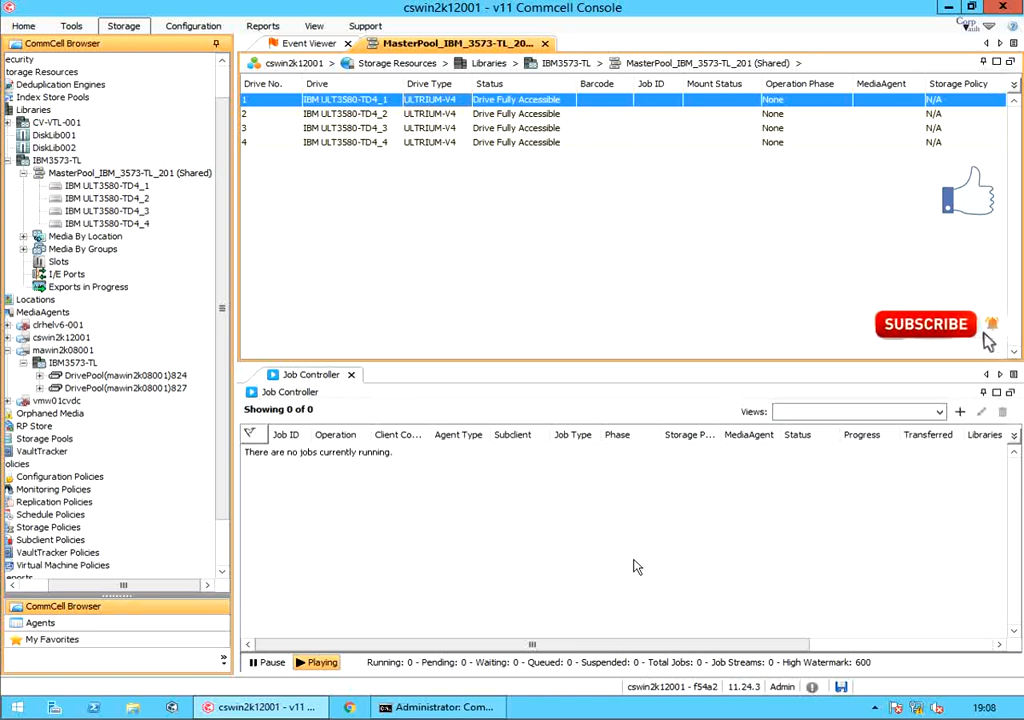 cswin2k12001 - v11 Commcell Console
Home Tools Storage Configuration Reports View Support
CommCell Browser
ecurity
torage Resources
Deduplication Engines
Index Store Pools
Libraries
CV-VTL-001
DiskLib001
DiskLib002
IBM3573-TL
MasterPool_IBM_3573-TL_201 (Shared)
IBM ULT3580-TD4_1
IBM ULT3580-TD4_2
IBM ULT3580-TD4_3
IBM ULT3580-TD4_4
Media By Location
Media By Groups
Slots
I/E Ports
Exports in Progress
Locations
MediaAgents
clrhelv6-001
cswin2k12001
mawin2k08001
IBM3573-TL
DrivePool(mawin2k08001)824
DrivePool(mawin2k08001)827
vmw01cvdc
Orphaned Media
RP Store
Storage Pools
VaultTracker
olicies
Configuration Policies
Monitoring Policies
Replication Policies
Schedule Policies
Storage Policies
Subclient Policies
VaultTracker Policies
Virtual Machine Policies
eports
CommCell Browser
Agents
My Favorites
Event Viewer MasterPool_IBM_3573-TL_20...
cswin2k12001 > Storage Resources > Libraries > IBM3573-TL > MasterPool_IBM_3573-TL_201 (Shared) >
Drive No. Drive Drive Type Status Barcode Job ID Mount Status Operation Phase MediaAgent Storage Policy
1 IBM ULT3580-TD4_1 ULTRIUM-V4 Drive Fully Accessible None N/A
2 IBM ULT3580-TD4_2 ULTRIUM-V4 Drive Fully Accessible None N/A
3 IBM ULT3580-TD4_3 ULTRIUM-V4 Drive Fully Accessible None N/A
4 IBM ULT3580-TD4_4 ULTRIUM-V4 Drive Fully Accessible None N/A
SUBSCRIBE
Job Controller
Job Controller
Showing 0 of 0 Views:
Job ID Operation Client Co... Agent Type Subclient Job Type Phase Storage P... MediaAgent Status Progress Transferred Libraries
There are no jobs currently running.
Pause Playing Running: 0 - Pending: 0 - Waiting: 0 - Queued: 0 - Suspended: 0 - Total Jobs: 0 - Job Streams: 0 - High Watermark: 600
cswin2k12001 - f54a2 11.24.3 Admin
cswin2k12001 - v11 ... Administrator: Com... 19:08